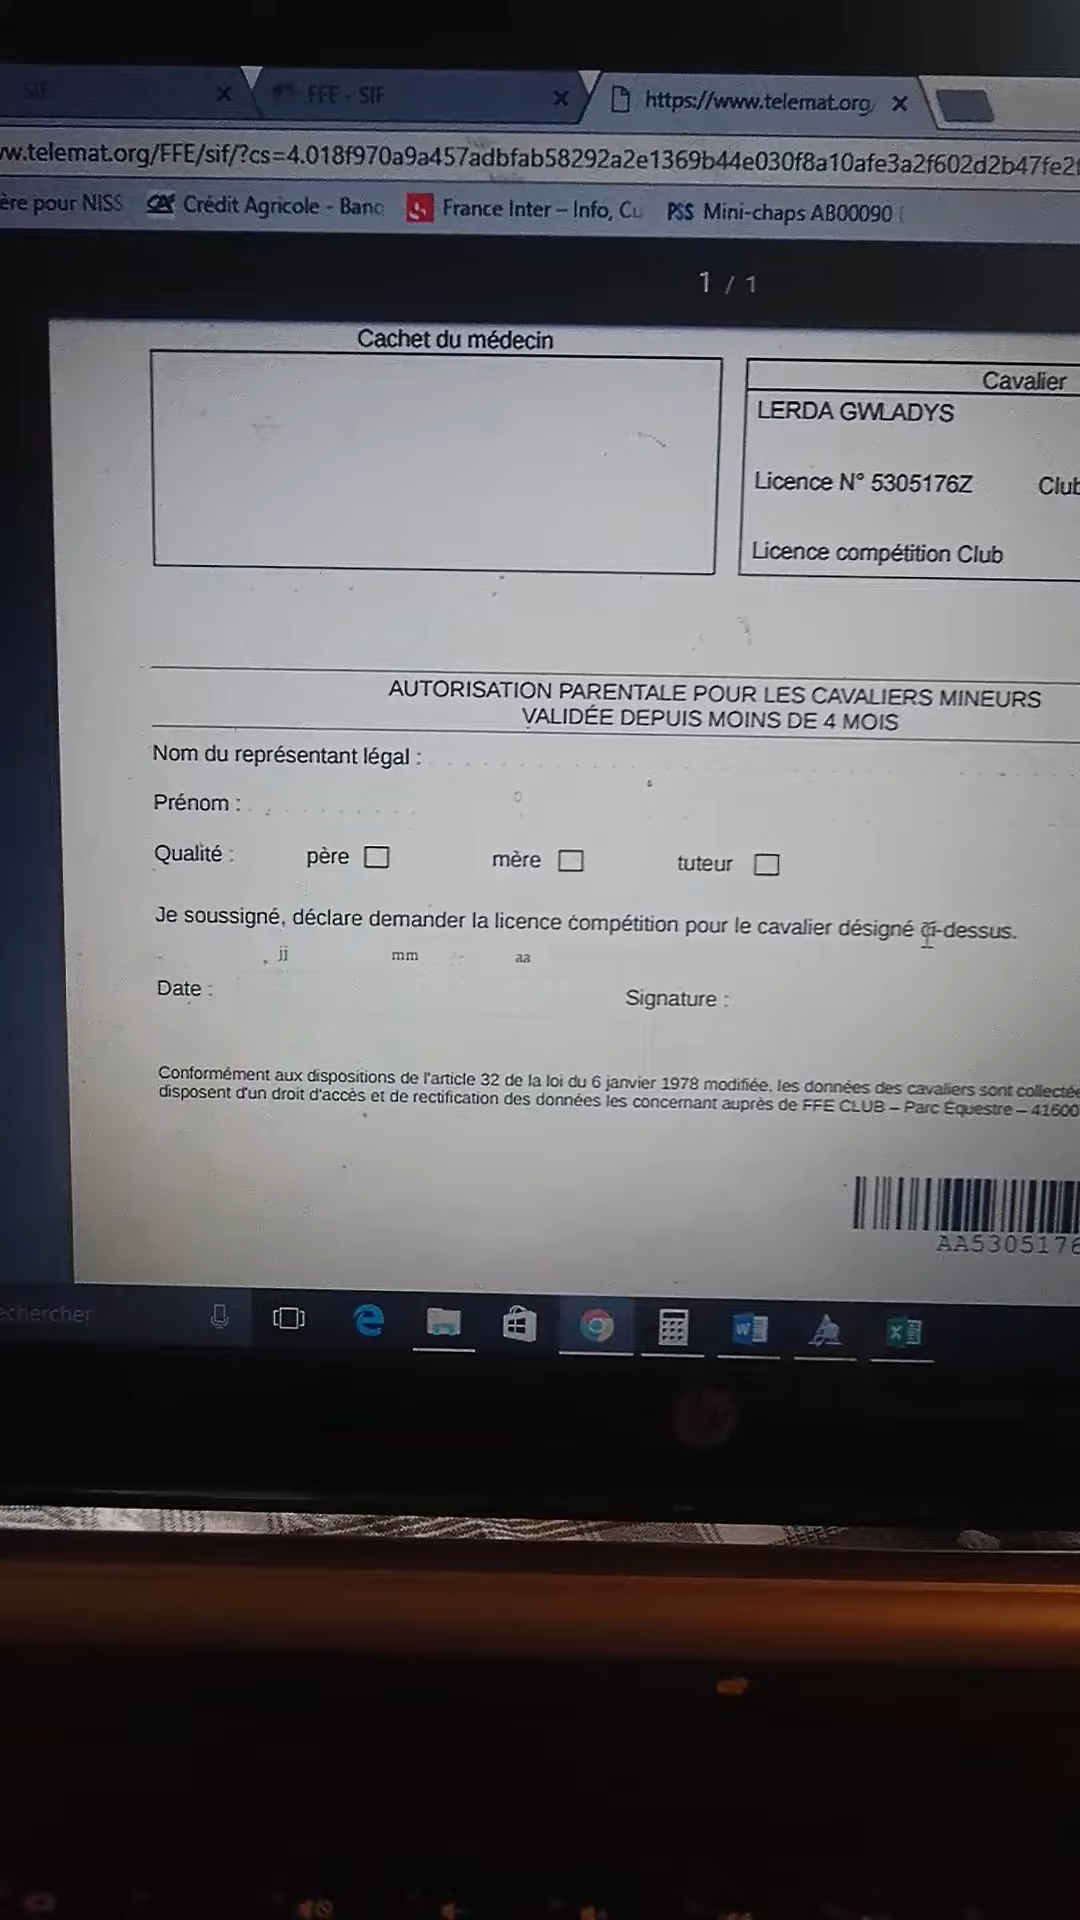 SIF
FFE - SIF
https://www.telemat.org/
ww.telemat.org/FFE/sif/?cs=4.018f970a9a457adbfab58292a2e1369b44e030f8a10afe3a2f602d2b47fe2f
ère pour NISS
CA Crédit Agricole - Banc
France Inter – Info, Cu
PSS Mini-chaps AB00090 (
1 / 1
Cachet du médecin
Cavalier
LERDA GWLADYS
Licence N° 5305176Z Club
Licence compétition Club
AUTORISATION PARENTALE POUR LES CAVALIERS MINEURS
VALIDÉE DEPUIS MOINS DE 4 MOIS
Nom du représentant légal :
Prénom :
Qualité : père mère tuteur
Je soussigné, déclare demander la licence compétition pour le cavalier désigné ci-dessus.
jj mm aa
Date : Signature :
Conformément aux dispositions de l'article 32 de la loi du 6 janvier 1978 modifiée, les données des cavaliers sont collectée
disposent d'un droit d'accès et de rectification des données les concernant auprès de FFE CLUB – Parc Équestre – 41600
AA5305176
echercher